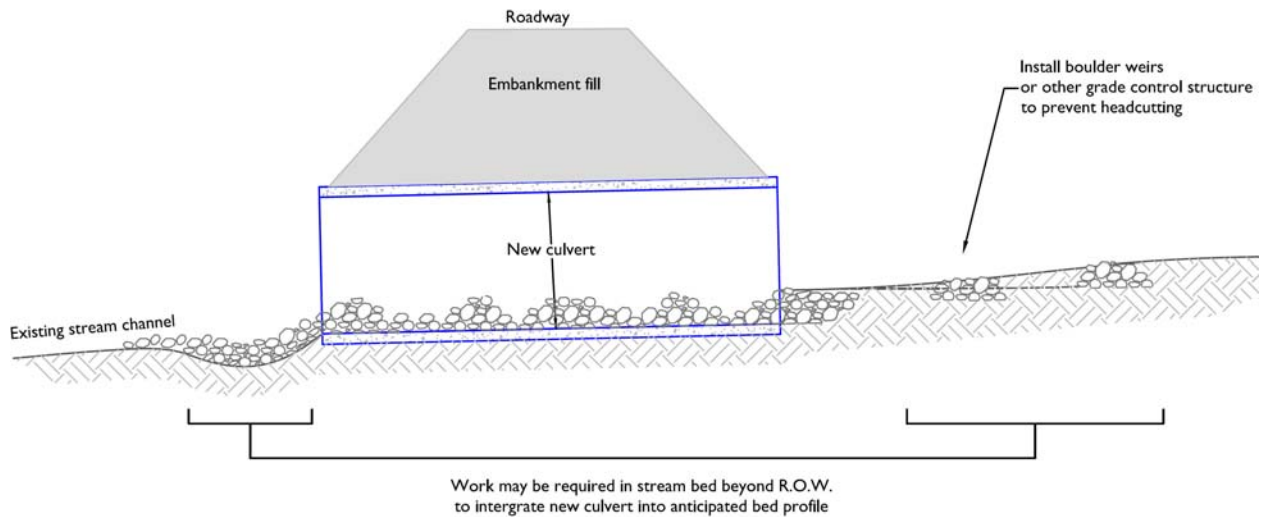 Roadway
Embankment fill
Install boulder weirs
or other grade control structure
to prevent headcutting
New culvert
Existing stream channel
Work may be required in stream bed beyond R.O.W.
to intergrate new culvert into anticipated bed profile